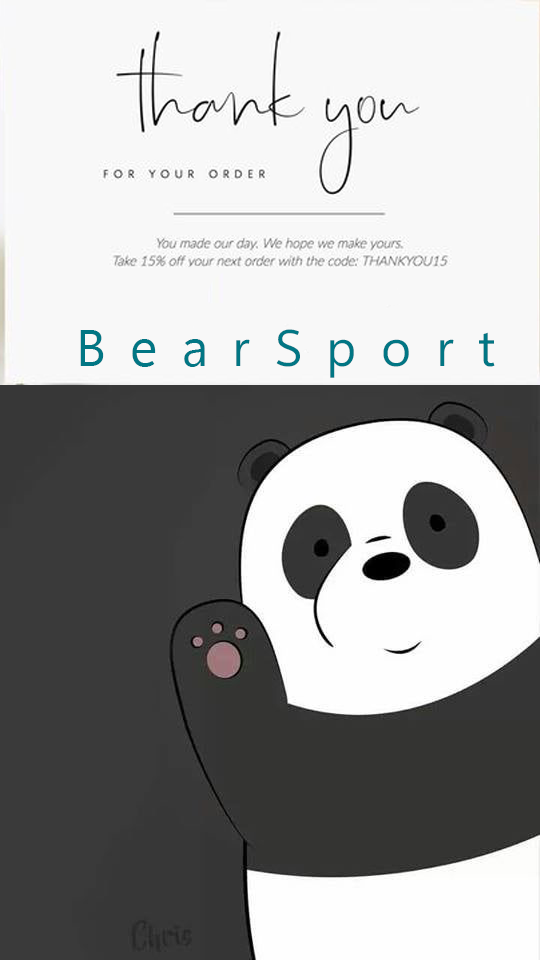 thank you
FOR YOUR ORDER
You made our day. We hope we make yours.
Take 15% off your next order with the code: THANKYOU15
BearSport
Chris